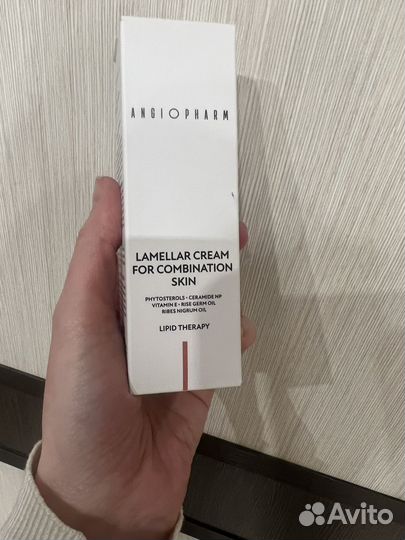 ANGIOPHARM
LAMELLAR CREAM
FOR COMBINATION
SKIN
PHYTOSTEROLS • CERAMIDE NP
VITAMIN E • RISE GERM OIL
RIBES NIGRUM OIL
LIPID THERAPY
Avito